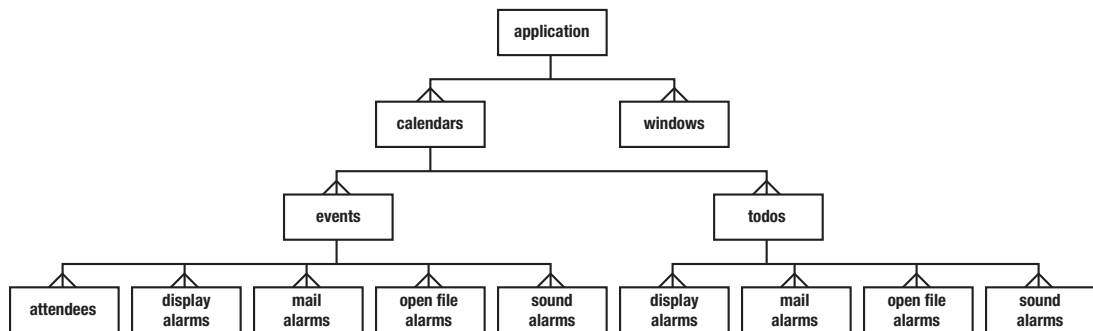 application
calendars
windows
events
todos
attendees
display
alarms
mail
alarms
open file
alarms
sound
alarms
display
alarms
mail
alarms
open file
alarms
sound
alarms